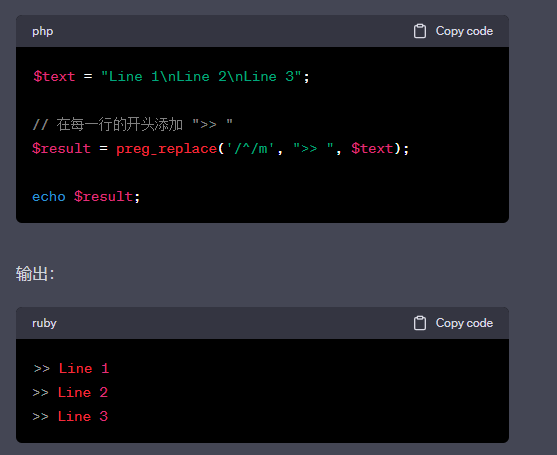 php Copy code
$text = "Line 1\nLine 2\nLine 3";
// 在每一行的开头添加 ">> "
$result = preg_replace('/^/m', ">> ", $text);
echo $result;
输出：
ruby Copy code
>> Line 1
>> Line 2
>> Line 3